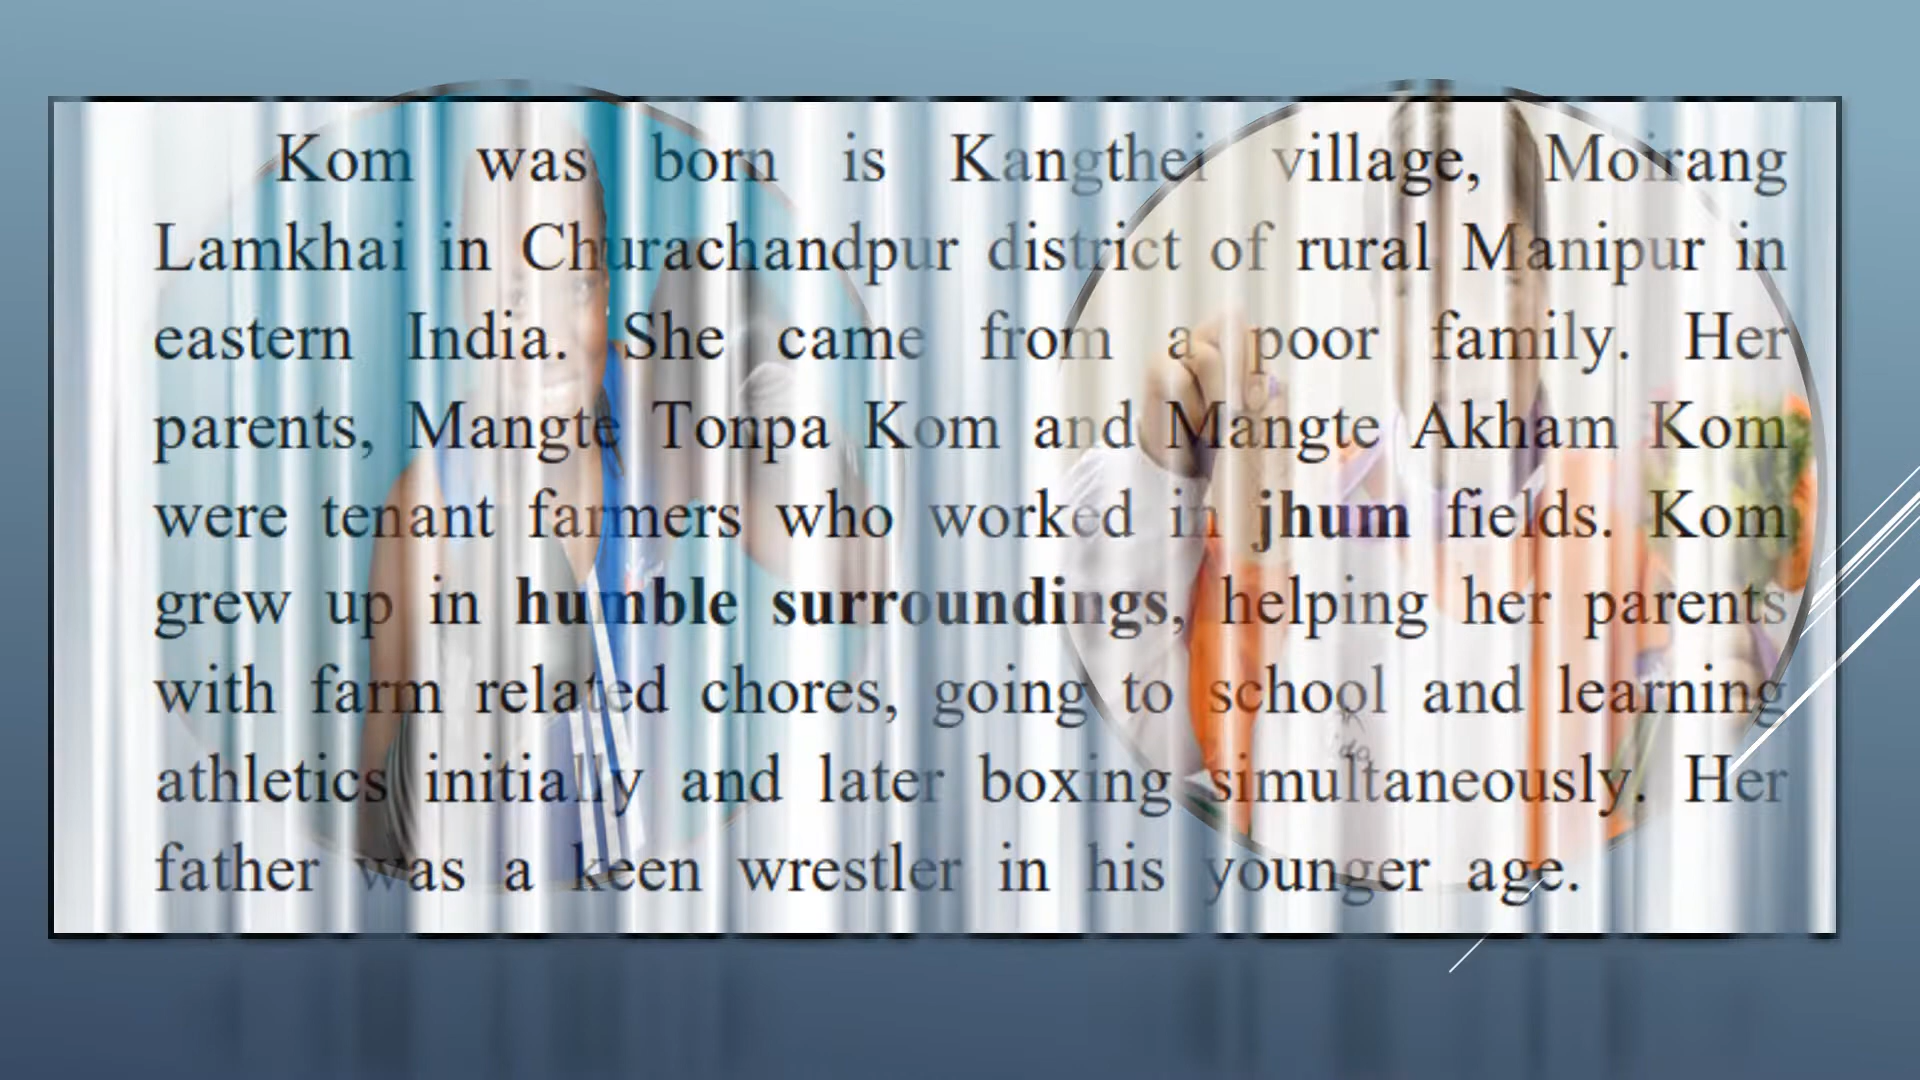 Kom was born is Kangthei village, Moirang
Lamkhai in Churachandpur district of rural Manipur in
eastern India. She came from a poor family. Her
parents, Mangte Tonpa Kom and Mangte Akham Kom
were tenant farmers who worked in jhum fields. Kom
grew up in humble surroundings, helping her parents
with farm related chores, going to school and learning
athletics initially and later boxing simultaneously. Her
father was a keen wrestler in his younger age.